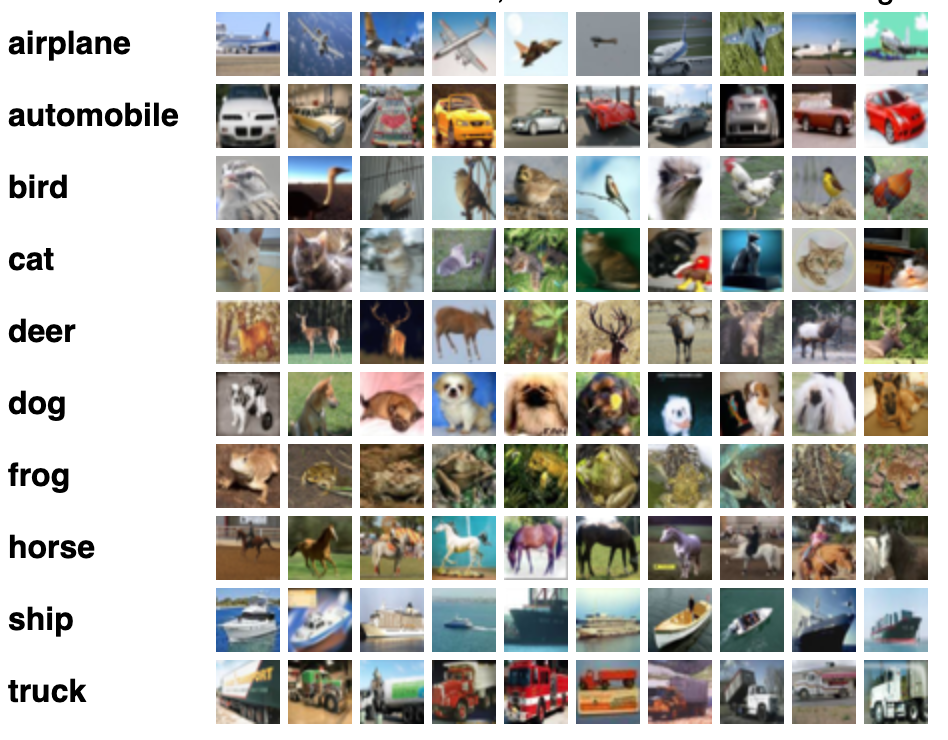 airplane
automobile
bird
cat
deer
dog
frog
horse
ship
truck